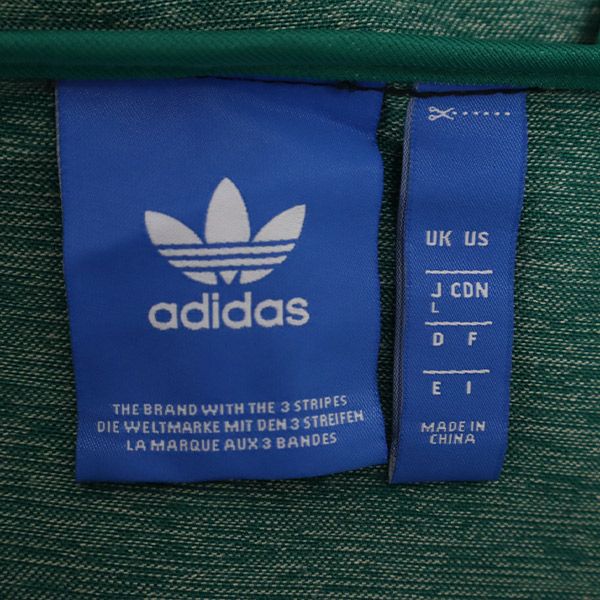 adidas
THE BRAND WITH THE 3 STRIPES
DIE WELTMARKE MIT DEN 3 STREIFEN
LA MARQUE AUX 3 BANDES
UK US
J CDN
L
D F
E I
MADE IN
CHINA